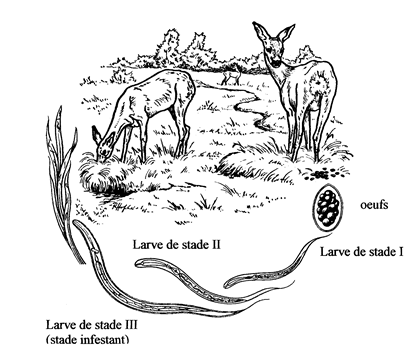 oeufs
Larve de stade I
Larve de stade II
Larve de stade III
(stade infestant)